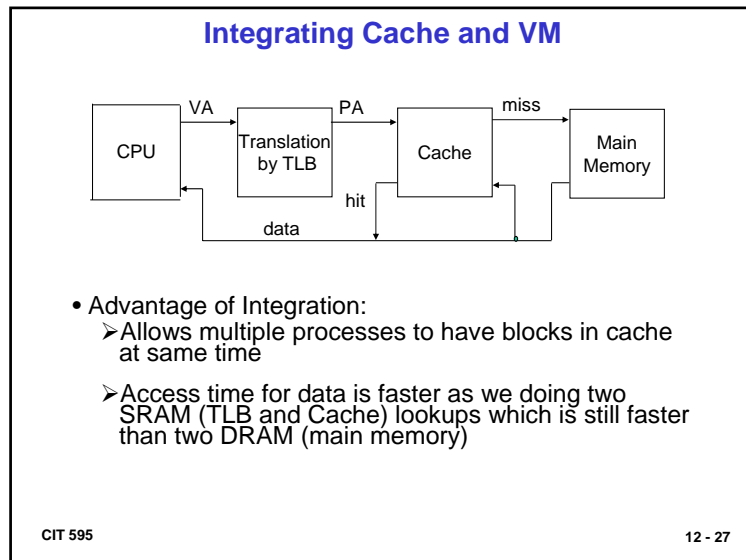 Integrating Cache and VM
VA
PA
miss
CPU
Translation
by TLB
Cache
Main
Memory
hit
data
• Advantage of Integration:
➢Allows multiple processes to have blocks in cache
at same time
➢Access time for data is faster as we doing two
SRAM (TLB and Cache) lookups which is still faster
than two DRAM (main memory)
CIT 595
12 - 27